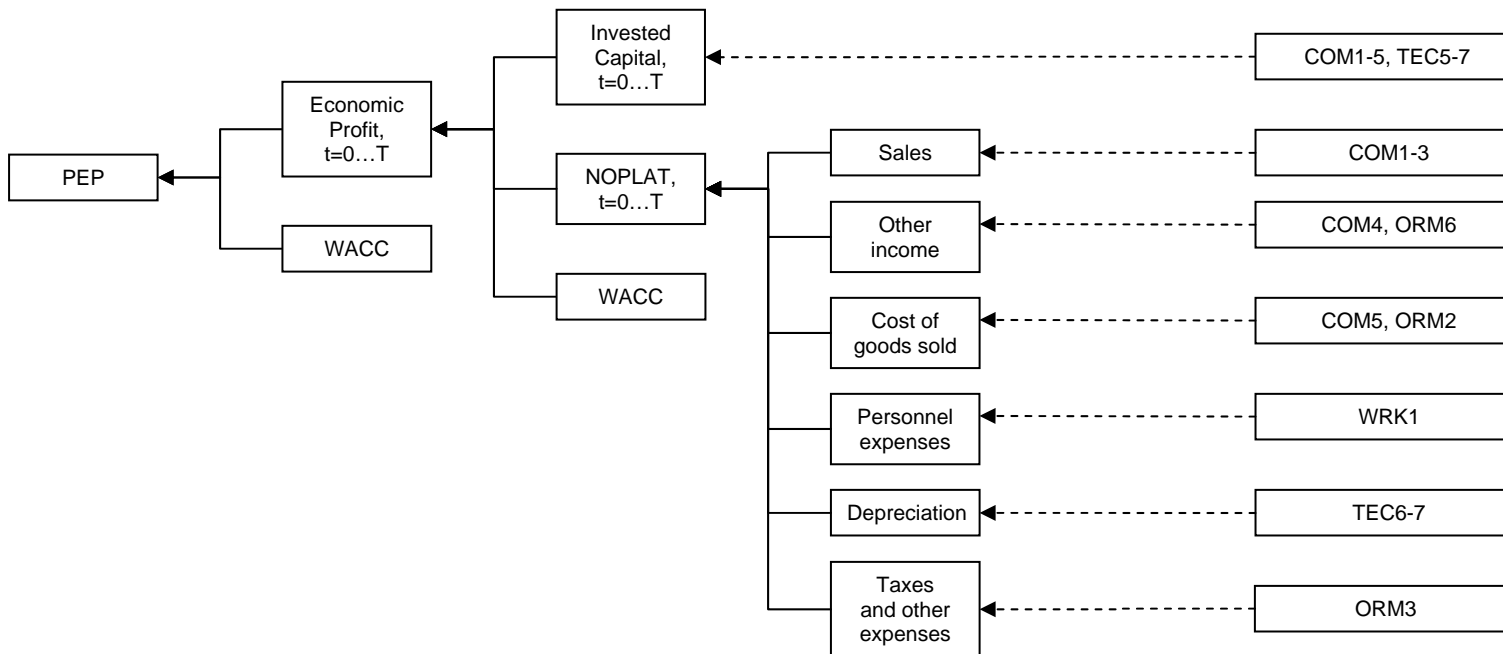 PEP
Economic
Profit,
t=0…T
WACC
Invested
Capital,
t=0…T
NOPLAT,
t=0…T
WACC
Sales
Other
income
Cost of
goods sold
Personnel
expenses
Depreciation
Taxes
and other
expenses
COM1-5, TEC5-7
COM1-3
COM4, ORM6
COM5, ORM2
WRK1
TEC6-7
ORM3